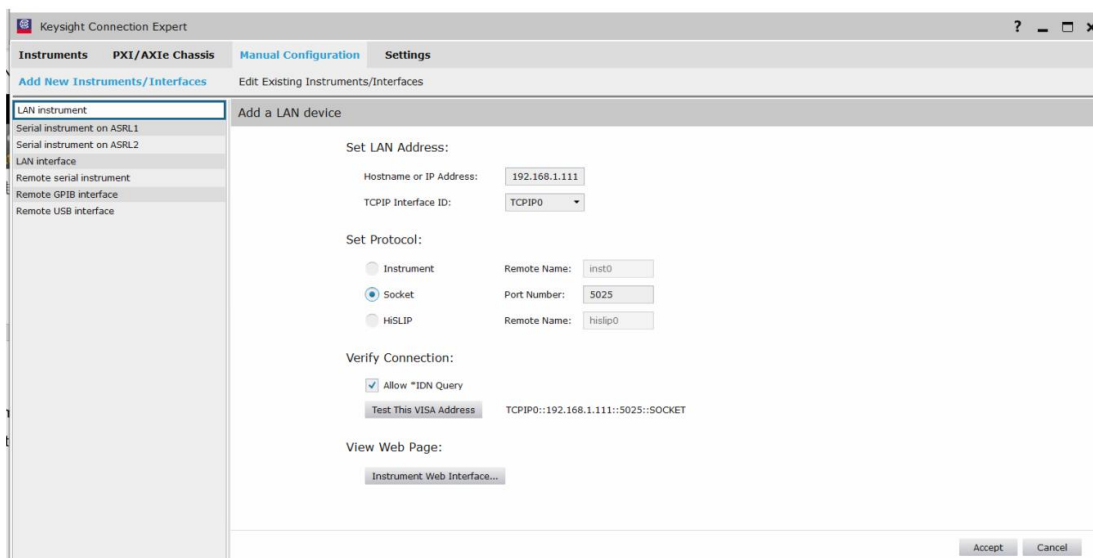 Keysight Connection Expert
?
Instruments PXI/AXIe Chassis Manual Configuration Settings
Add New Instruments/Interfaces Edit Existing Instruments/Interfaces
LAN instrument
Serial instrument on ASRL1
Serial instrument on ASRL2
LAN interface
Remote serial instrument
Remote GPIB interface
Remote USB interface
Add a LAN device
Set LAN Address:
Hostname or IP Address: 192.168.1.111
TCPIP Interface ID: TCPIP0
Set Protocol:
Instrument Remote Name: inst0
Socket Port Number: 5025
HiSLIP Remote Name: hislip0
Verify Connection:
Allow *IDN Query
Test This VISA Address TCPIP0::192.168.1.111::5025::SOCKET
View Web Page:
Instrument Web Interface...
Accept Cancel